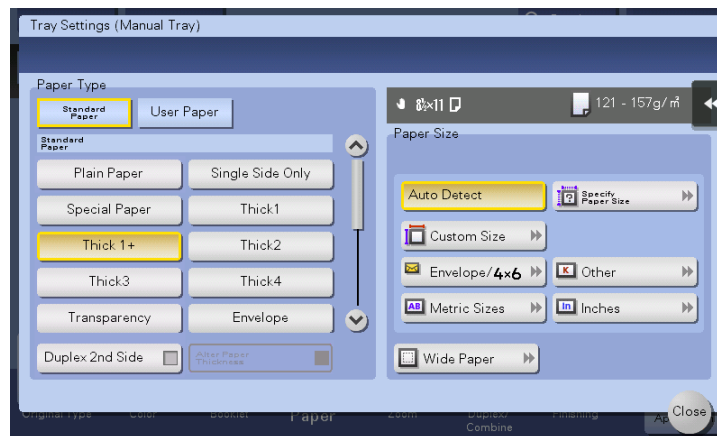 Tray Settings (Manual Tray)
Paper Type
Standard
Paper
User Paper
Standard
Paper
Plain Paper
Single Side Only
Special Paper
Thick1
Thick 1+
Thick2
Thick3
Thick4
Transparency
Envelope
Duplex 2nd Side
After Paper
Thickness
8½×11
121 - 157g/㎡
Paper Size
Auto Detect
?
Specify
Paper Size
Custom Size
Envelope/4×6
K
Other
AB
Metric Sizes
In
Inches
Wide Paper
Close
Original Type
Color
Booklet
Paper
Zoom
Duplex/
Combine
Finishing